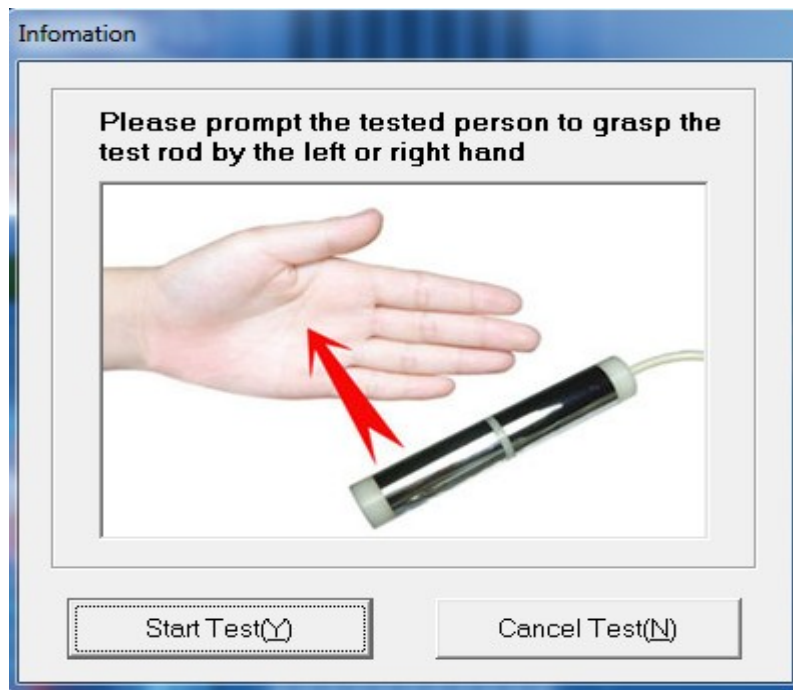 Infomation
Please prompt the tested person to grasp the
test rod by the left or right hand
Start Test(Y)
Cancel Test(N)